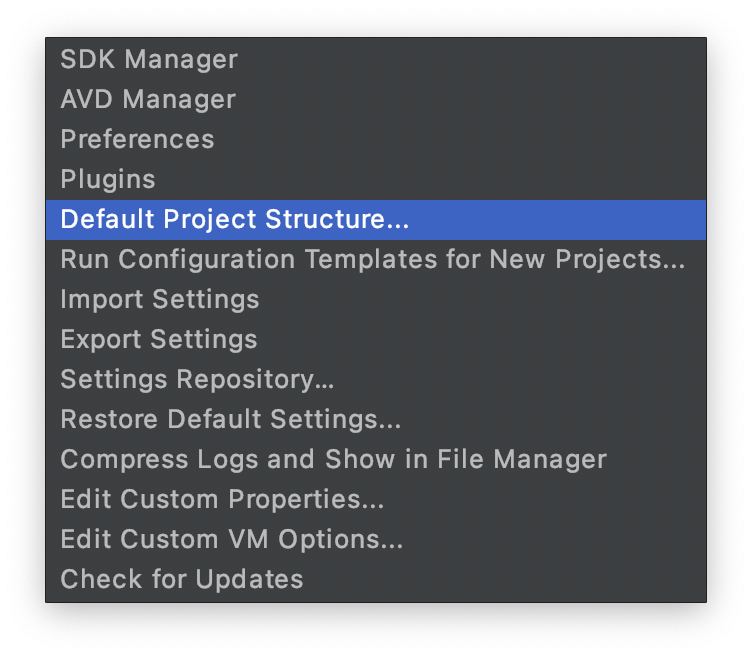 SDK Manager
AVD Manager
Preferences
Plugins
Default Project Structure...
Run Configuration Templates for New Projects...
Import Settings
Export Settings
Settings Repository...
Restore Default Settings...
Compress Logs and Show in File Manager
Edit Custom Properties...
Edit Custom VM Options...
Check for Updates